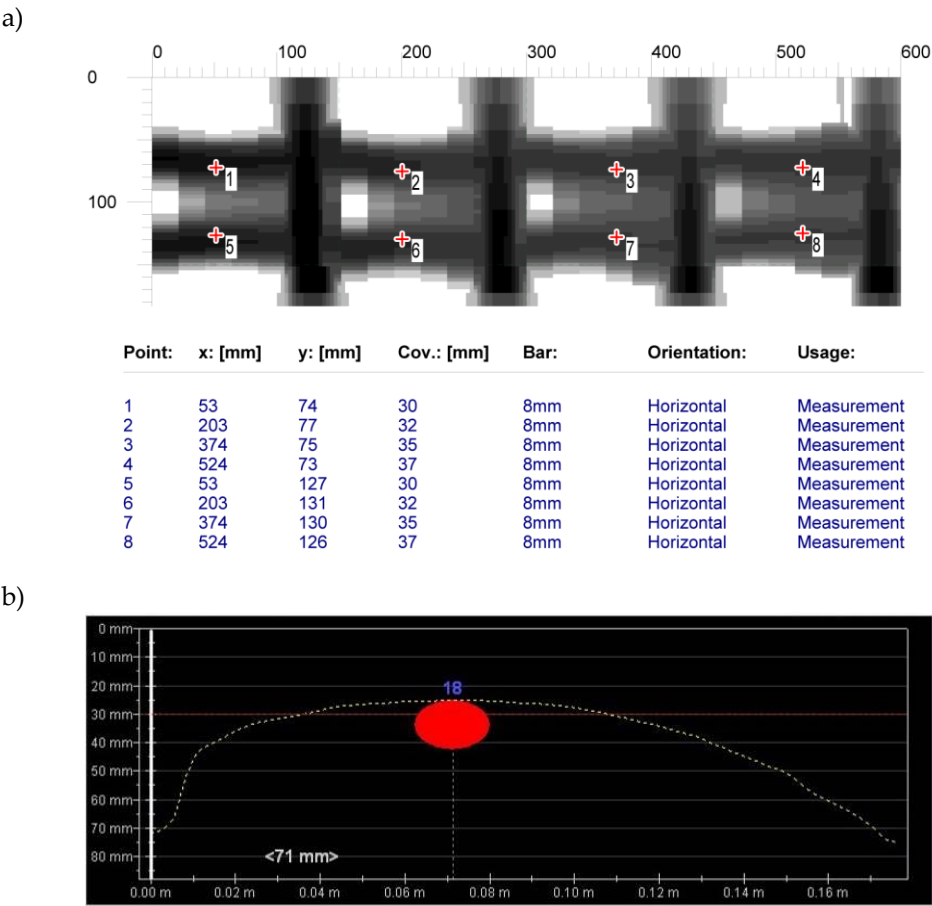 a)
0 100 200 300 400 500 600
0
1 2 3 4
100
5 6 7 8
Point: x: [mm] y: [mm] Cov.: [mm] Bar: Orientation: Usage:
1 53 74 30 8mm Horizontal Measurement
2 203 77 32 8mm Horizontal Measurement
3 374 75 35 8mm Horizontal Measurement
4 524 73 37 8mm Horizontal Measurement
5 53 127 30 8mm Horizontal Measurement
6 203 131 32 8mm Horizontal Measurement
7 374 130 35 8mm Horizontal Measurement
8 524 126 37 8mm Horizontal Measurement
b)
0 mm
10 mm
20 mm 18
30 mm
40 mm
50 mm
60 mm
70 mm
80 mm <71 mm>
0.00 m 0.02 m 0.04 m 0.06 m 0.08 m 0.10 m 0.12 m 0.14 m 0.16 m